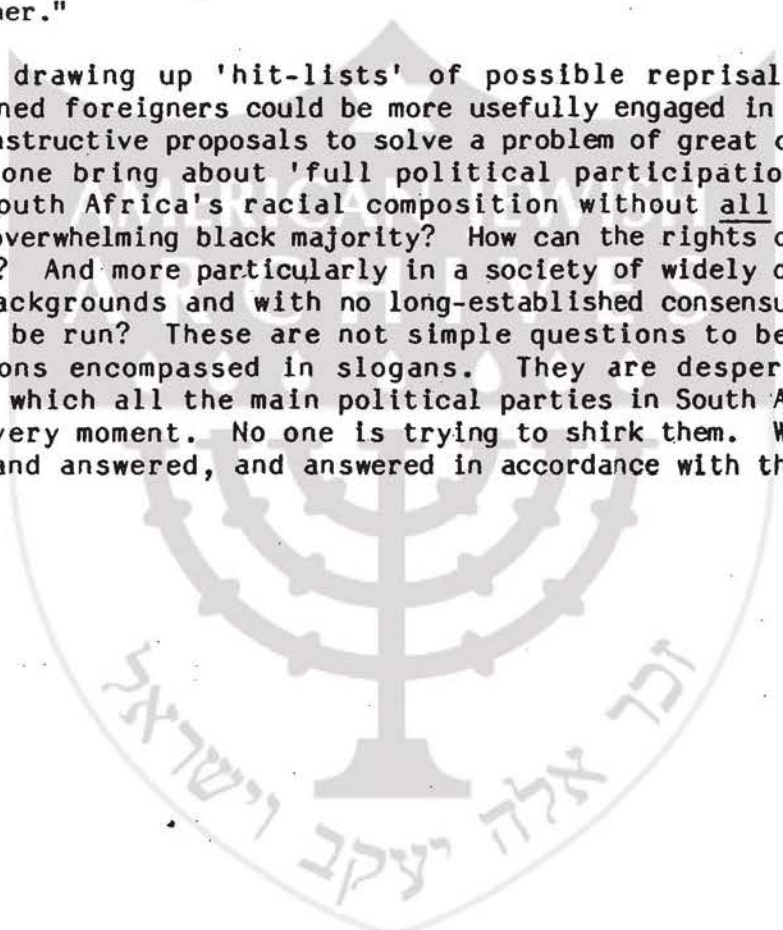 her."
drawing up 'hit-lists' of possible reprisal
ned foreigners could be more usefully engaged in
nstructive proposals to solve a problem of great
one bring about 'full political participatio
outh Africa's racial composition without all
overwhelming black majority? How can the rights
? And more particularly in a society of widely
ackgrounds and with no long-established consensu
be run? These are not simple questions to be
ons encompassed in slogans. They are desper
which all the main political parties in South A
very moment. No one is trying to shirk them. W
and answered, and answered in accordance with th
AMERICAN JEWISH
ARCHIVES
זכר אלה יעקב וישראל